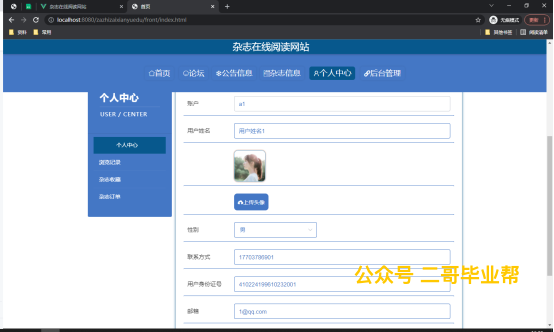 杂志在线阅读网站
首页
localhost:8080/zazhizaixianyuedu/front/index.html
无痕模式
更新
资料
常用
其他书签
阅读清单
杂志在线阅读网站
首页
论坛
公告信息
杂志信息
个人中心
后台管理
个人中心
USER / CENTER
个人中心
浏览记录
杂志收藏
杂志订单
账户
a1
用户姓名
用户姓名1
上传头像
性别
男
联系方式
17703786901
用户身份证号
410224199610232001
邮箱
1@qq.com
公众号 二哥毕业帮